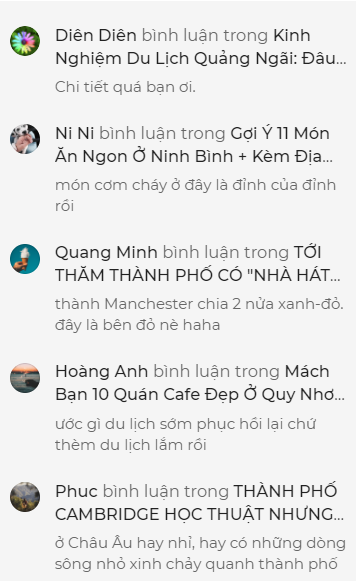 Diên Diên bình luận trong Kinh
Nghiệm Du Lịch Quảng Ngãi: Đâu...
Chi tiết quá bạn ơi.
Ni Ni bình luận trong Gợi Ý 11 Món
Ăn Ngon Ở Ninh Bình + Kèm Địa...
món cơm cháy ở đây là đỉnh của đỉnh
rồi
Quang Minh bình luận trong TỚI
THĂM THÀNH PHỐ CÓ "NHÀ HÁT...
thành Manchester chia 2 nửa xanh-đỏ.
đây là bên đỏ nè haha
Hoàng Anh bình luận trong Mách
Bạn 10 Quán Cafe Đẹp Ở Quy Nhơ...
ước gì du lịch sớm phục hồi lại chứ
thèm du lịch lắm rồi
Phuc bình luận trong THÀNH PHỐ
CAMBRIDGE HỌC THUẬT NHƯNG...
ở Châu Âu hay nhỉ, hay có những dòng
sông nhỏ xinh chảy quanh thành phố